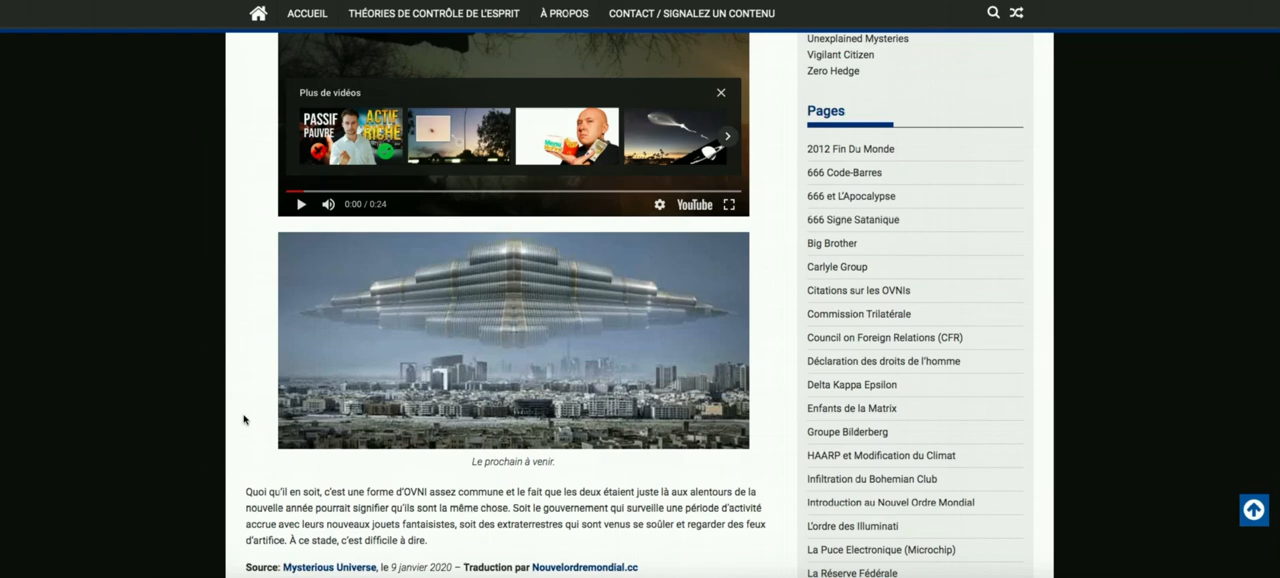 ACCUEIL THÉORIES DE CONTRÔLE DE L'ESPRIT À PROPOS CONTACT / SIGNALEZ UN CONTENU
Plus de vidéos
PASSIF PAUVRE ACTIF RICHE
0:00 / 0:24 YouTube
Le prochain à venir.
Quoi qu'il en soit, c'est une forme d'OVNI assez commune et le fait que les deux étaient juste là aux alentours de la
nouvelle année pourrait signifier qu'ils sont la même chose. Soit le gouvernement qui surveille une période d'activité
accrue avec leurs nouveaux jouets fantaisistes, soit des extraterrestres qui sont venus se soûler et regarder des feux
d'artifice. À ce stade, c'est difficile à dire.
Source: Mysterious Universe, le 9 janvier 2020 – Traduction par Nouvelordremondial.cc
Unexplained Mysteries
Vigilant Citizen
Zero Hedge
Pages
2012 Fin Du Monde
666 Code-Barres
666 et L'Apocalypse
666 Signe Satanique
Big Brother
Carlyle Group
Citations sur les OVNIs
Commission Trilatérale
Council on Foreign Relations (CFR)
Déclaration des droits de l'homme
Delta Kappa Epsilon
Enfants de la Matrix
Groupe Bilderberg
HAARP et Modification du Climat
Infiltration du Bohemian Club
Introduction au Nouvel Ordre Mondial
L'ordre des Illuminati
La Puce Electronique (Microchip)
La Réserve Fédérale